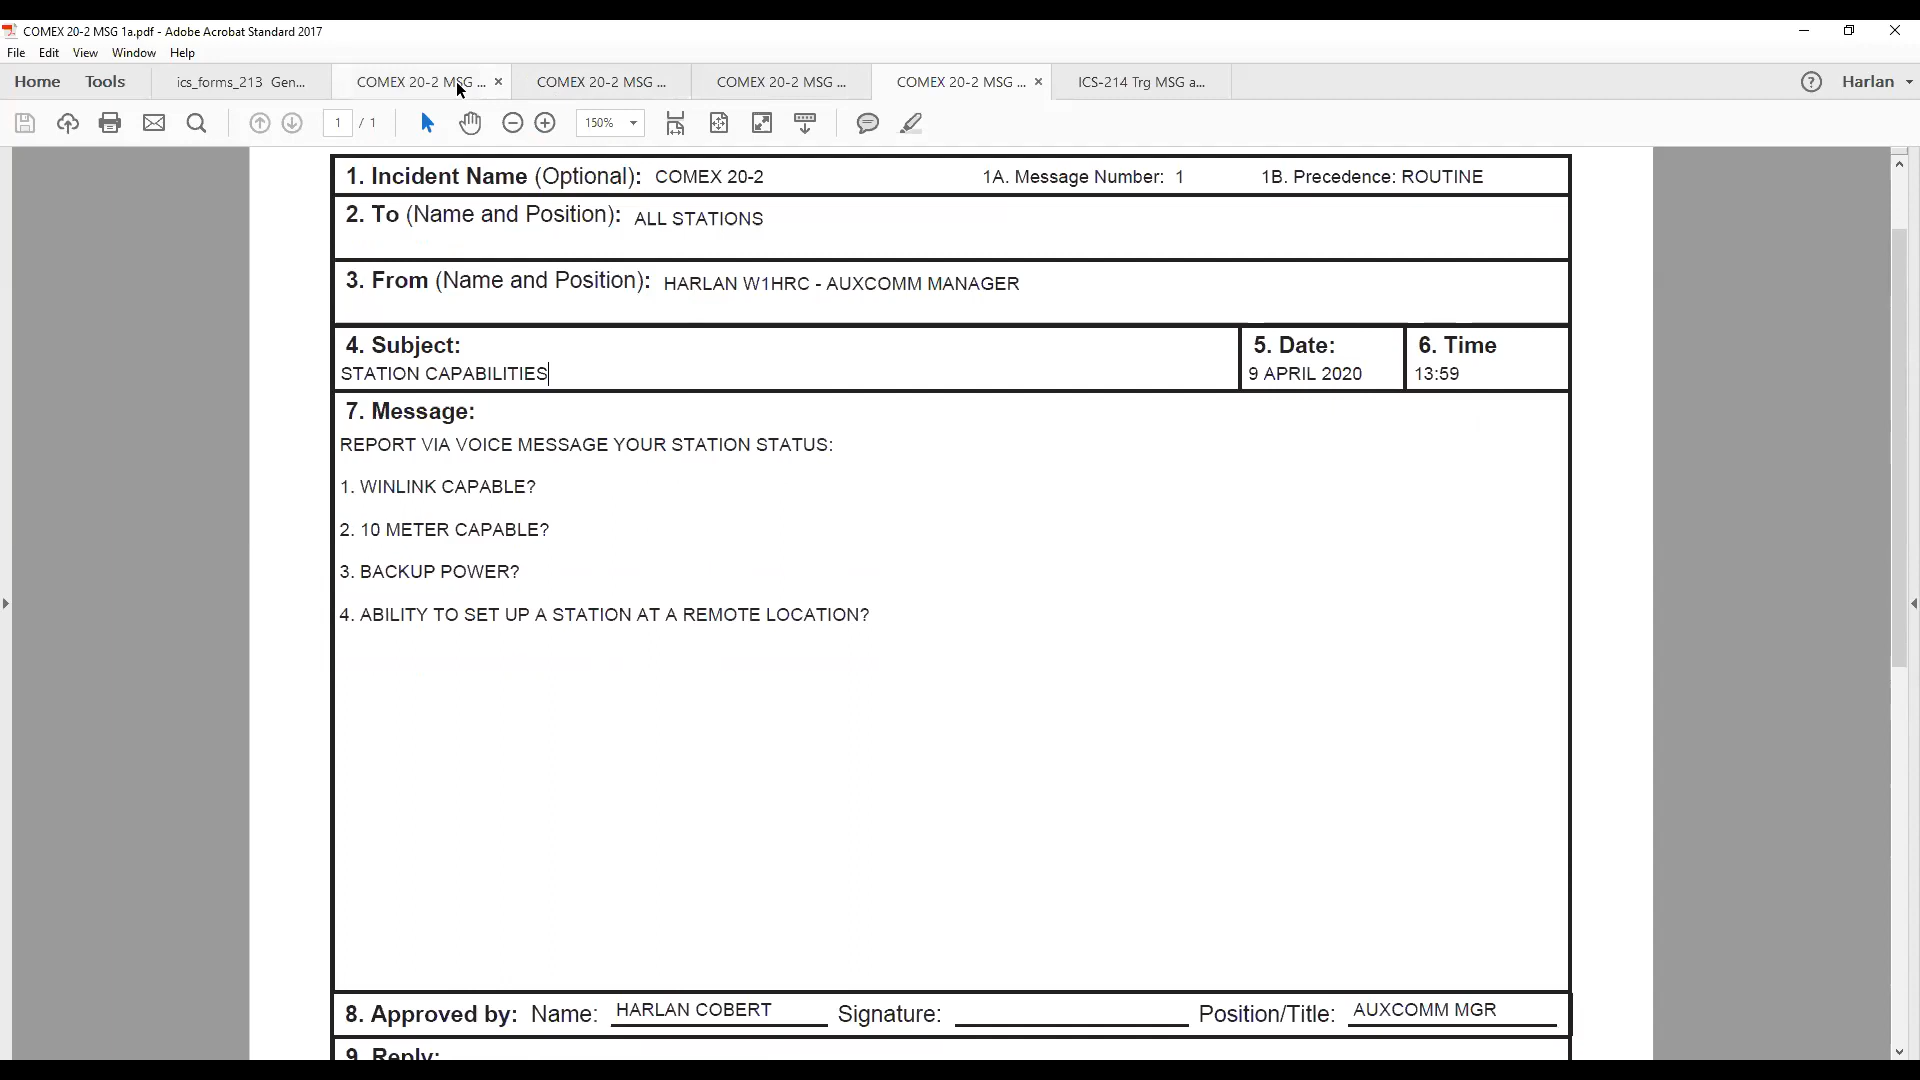 COMEX 20-2 MSG 1a.pdf - Adobe Acrobat Standard 2017
File Edit View Window Help
Home Tools ics_forms_213 Gen... COMEX 20-2 MSG ... × COMEX 20-2 MSG ... COMEX 20-2 MSG ... COMEX 20-2 MSG ... × ICS-214 Trg MSG a... Harlan
1 / 1 150%
1. Incident Name (Optional): COMEX 20-2 1A. Message Number: 1 1B. Precedence: ROUTINE
2. To (Name and Position): ALL STATIONS
3. From (Name and Position): HARLAN W1HRC - AUXCOMM MANAGER
4. Subject: 5. Date: 6. Time
STATION CAPABILITIES 9 APRIL 2020 13:59
7. Message:
REPORT VIA VOICE MESSAGE YOUR STATION STATUS:
1. WINLINK CAPABLE?
2. 10 METER CAPABLE?
3. BACKUP POWER?
4. ABILITY TO SET UP A STATION AT A REMOTE LOCATION?
8. Approved by: Name: HARLAN COBERT Signature: Position/Title: AUXCOMM MGR
9. Reply: